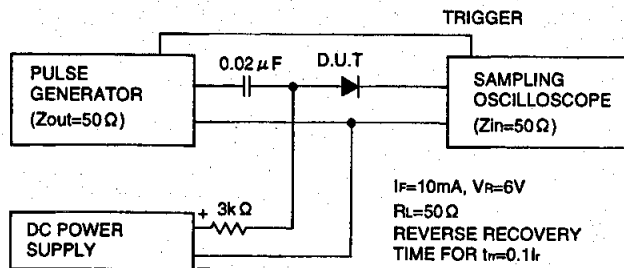 TRIGGER
PULSE
GENERATOR
(Zout=50Ω)
0.02μF
D.U.T
SAMPLING
OSCILLOSCOPE
(Zin=50Ω)
+ 3kΩ
DC POWER
SUPPLY
IF=10mA, VR=6V
RL=50Ω
REVERSE RECOVERY
TIME FOR trr=0.1Ir